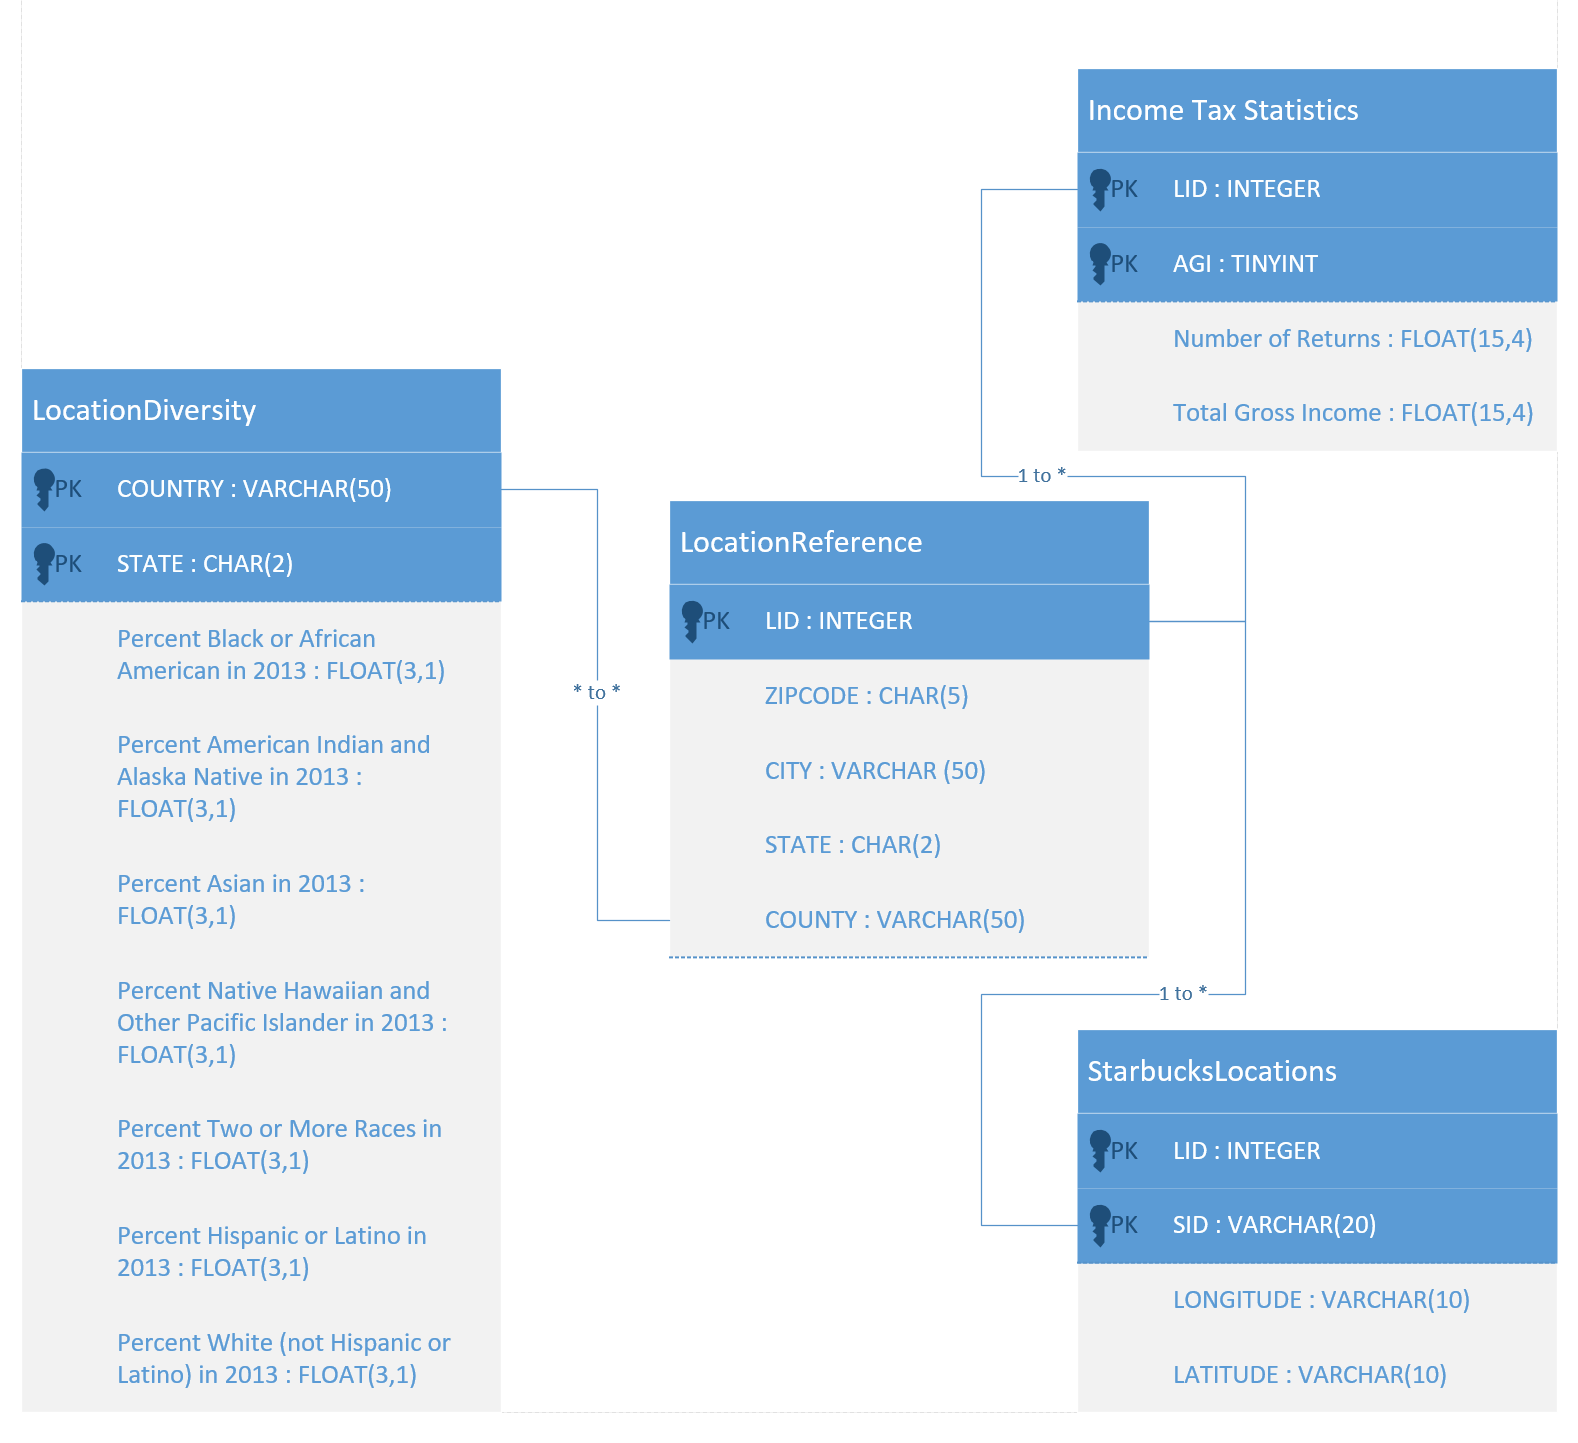 Income Tax Statistics
PK LID : INTEGER
PK AGI : TINYINT
Number of Returns : FLOAT(15,4)
Total Gross Income : FLOAT(15,4)
LocationDiversity
PK COUNTRY : VARCHAR(50)
PK STATE : CHAR(2)
Percent Black or African
American in 2013 : FLOAT(3,1)
Percent American Indian and
Alaska Native in 2013 :
FLOAT(3,1)
Percent Asian in 2013 :
FLOAT(3,1)
Percent Native Hawaiian and
Other Pacific Islander in 2013 :
FLOAT(3,1)
Percent Two or More Races in
2013 : FLOAT(3,1)
Percent Hispanic or Latino in
2013 : FLOAT(3,1)
Percent White (not Hispanic or
Latino) in 2013 : FLOAT(3,1)
* to *
1 to *
LocationReference
PK LID : INTEGER
ZIPCODE : CHAR(5)
CITY : VARCHAR (50)
STATE : CHAR(2)
COUNTY : VARCHAR(50)
1 to *
StarbucksLocations
PK LID : INTEGER
PK SID : VARCHAR(20)
LONGITUDE : VARCHAR(10)
LATITUDE : VARCHAR(10)